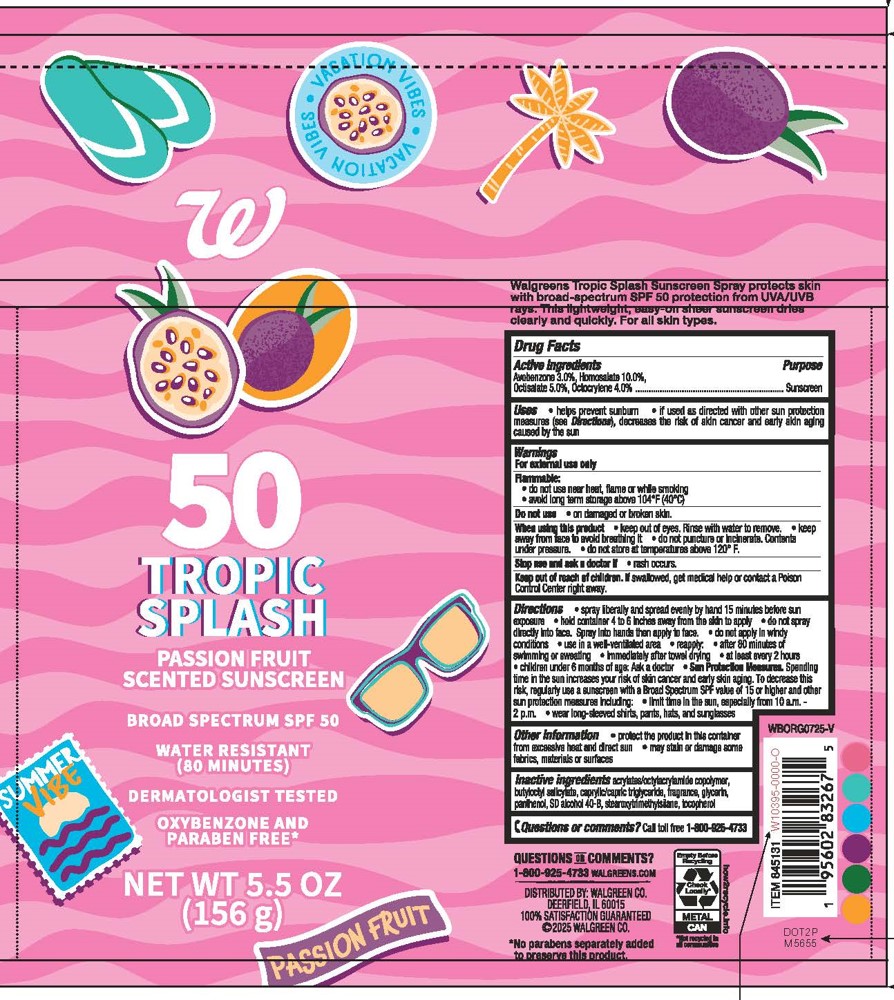 VACATION VIBES • VACATION VIBES •
W
50
TROPIC
SPLASH
PASSION FRUIT
SCENTED SUNSCREEN
BROAD SPECTRUM SPF 50
WATER RESISTANT
(80 MINUTES)
DERMATOLOGIST TESTED
OXYBENZONE AND
PARABEN FREE*
NET WT 5.5 OZ
(156 g)
SUMMER
VIBE
PASSION FRUIT
Walgreens Tropic Splash Sunscreen Spray protects skin
with broad-spectrum SPF 50 protection from UVA/UVB
rays. This lightweight, easy-on sheer sunscreen dries
clearly and quickly. For all skin types.
Drug Facts
Active ingredients Purpose
Avobenzone 3.0%, Homosalate 10.0%,
Octisalate 5.0%, Octocrylene 4.0% ... Sunscreen
Uses • helps prevent sunburn • if used as directed with other sun protection
measures (see Directions), decreases the risk of skin cancer and early skin aging
caused by the sun
Warnings
For external use only
Flammable:
• do not use near heat, flame or while smoking
• avoid long term storage above 104°F (40°C)
Do not use • on damaged or broken skin.
When using this product • keep out of eyes. Rinse with water to remove. • keep
away from face to avoid breathing it • do not puncture or incinerate. Contents
under pressure. • do not store at temperatures above 120° F.
Stop use and ask a doctor if • rash occurs.
Keep out of reach of children. If swallowed, get medical help or contact a Poison
Control Center right away.
Directions • spray liberally and spread evenly by hand 15 minutes before sun
exposure • hold container 4 to 6 inches away from the skin to apply • do not spray
directly into face. Spray into hands then apply to face. • do not apply in windy
conditions • use in a well-ventilated area • reapply: • after 80 minutes of
swimming or sweating • immediately after towel drying • at least every 2 hours
• children under 6 months of age: Ask a doctor • Sun Protection Measures. Spending
time in the sun increases your risk of skin cancer and early skin aging. To decrease this
risk, regularly use a sunscreen with a Broad Spectrum SPF value of 15 or higher and other
sun protection measures including: • limit time in the sun, especially from 10 a.m. -
2 p.m. • wear long-sleeved shirts, pants, hats, and sunglasses
Other information • protect the product in this container
from excessive heat and direct sun • may stain or damage some
fabrics, materials or surfaces
Inactive ingredients acrylates/octylacrylamide copolymer,
butyloctyl salicylate, caprylic/capric triglyceride, fragrance, glycerin,
panthenol, SD alcohol 40-B, stearoxytrimethylsilane, tocopherol
Questions or comments? Call toll free 1-800-925-4733
QUESTIONS OR COMMENTS?
1-800-925-4733 WALGREENS.COM
DISTRIBUTED BY: WALGREEN CO.
DEERFIELD, IL 60015
100% SATISFACTION GUARANTEED
©2025 WALGREEN CO.
*No parabens separately added
to preserve this product.
Empty Before
Recycling
Check
Locally*
METAL
CAN
*Not recycled in
all communities
how2recycle.info
WBORG0725-V
ITEM 845131
W10395-0000-O
1 95602 83267 5
DOT2P
M5655